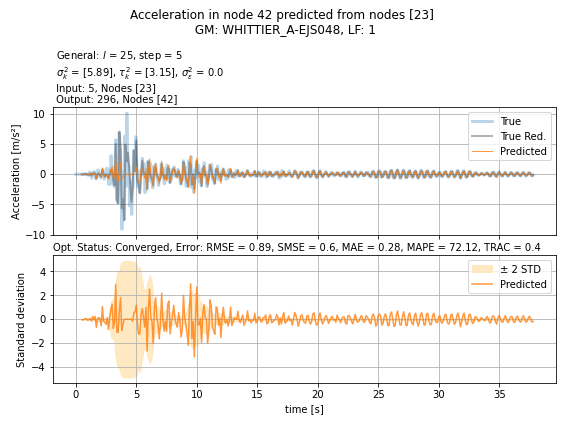 Acceleration in node 42 predicted from nodes [23]
GM: WHITTIER_A-EJS048, LF: 1
General: l = 25, step = 5
σ²ₖ = [5.89], τ²ₖ = [3.15], σ²ε = 0.0
Input: 5, Nodes [23]
Output: 296, Nodes [42]
Acceleration [m/s²]
10
5
0
−5
−10
True
True Red.
Predicted
Opt. Status: Converged, Error: RMSE = 0.89, SMSE = 0.6, MAE = 0.28, MAPE = 72.12, TRAC = 0.4
Standard deviation
4
2
0
−2
−4
± 2 STD
Predicted
0 5 10 15 20 25 30 35
time [s]